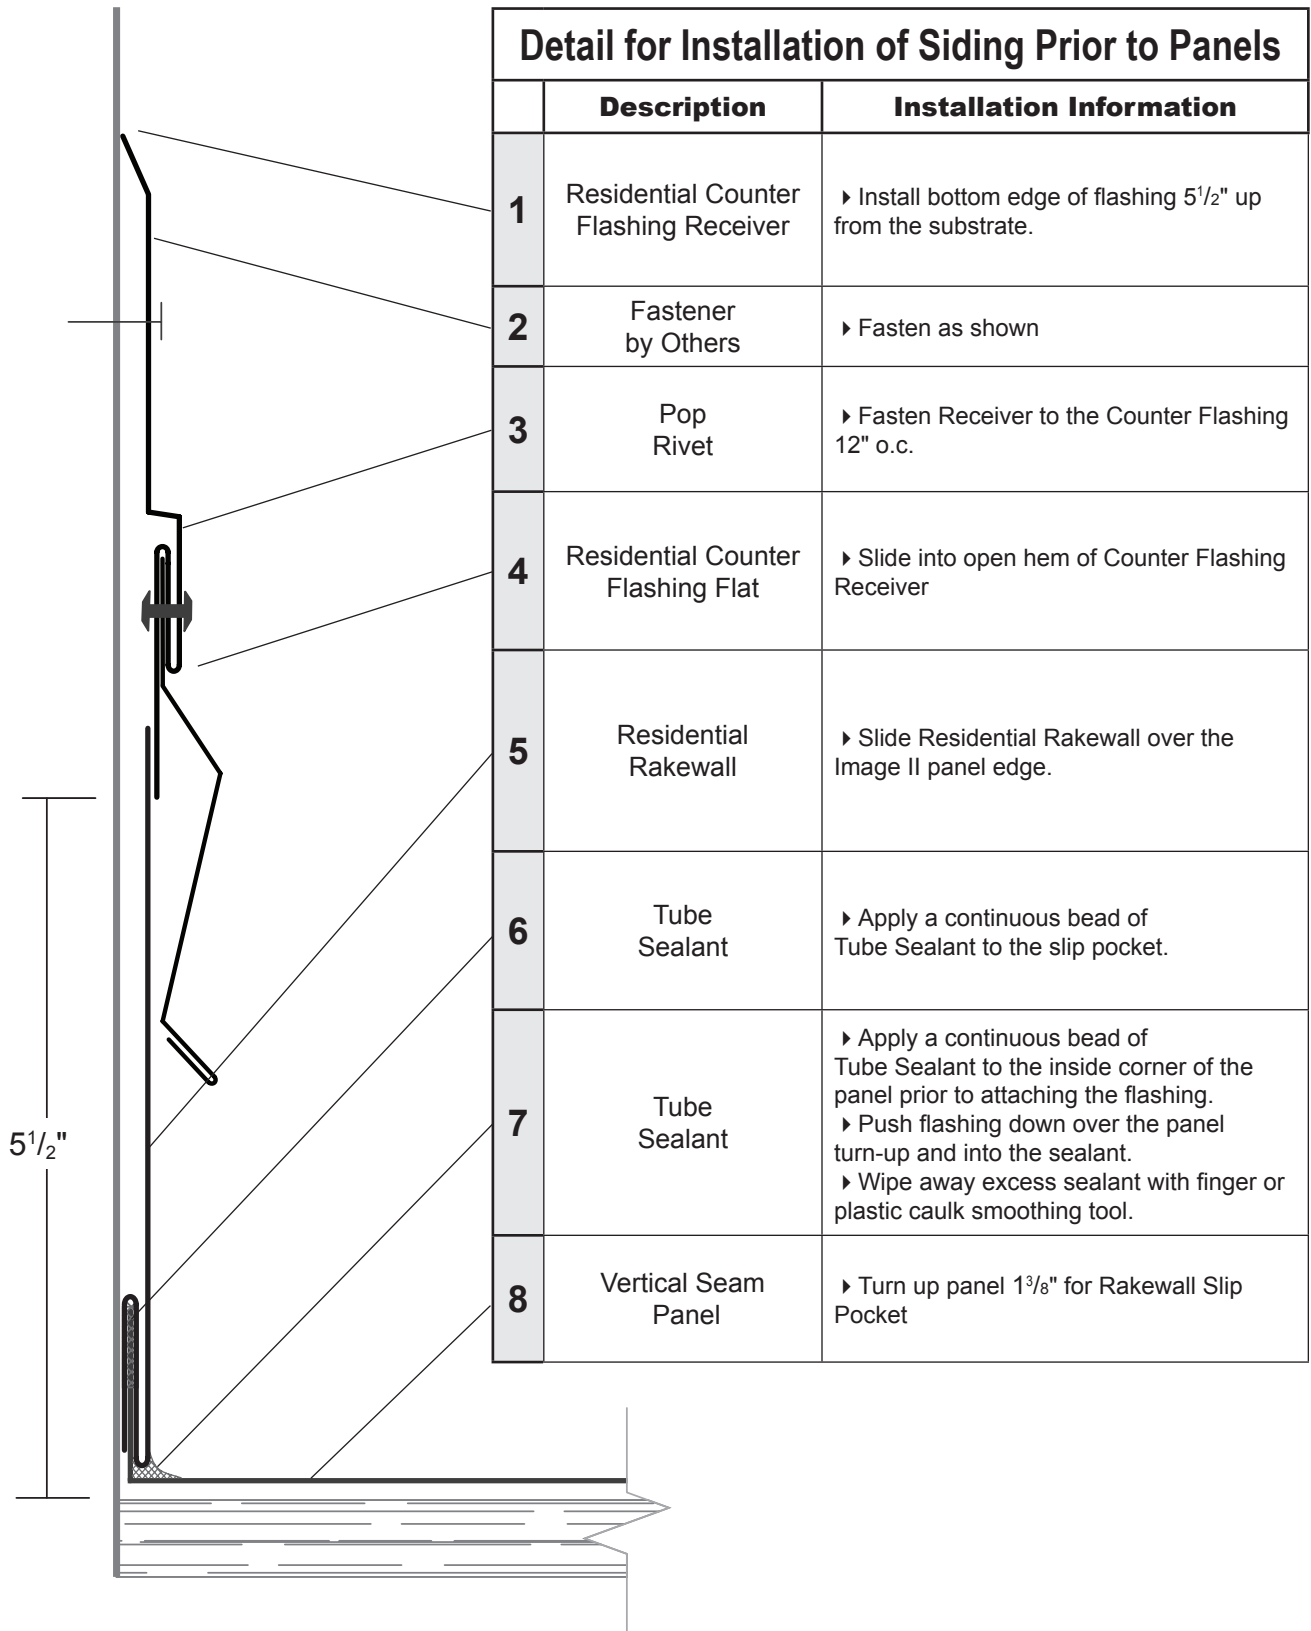 Detail for Installation of Siding Prior to Panels
Description Installation Information
1 Residential Counter
Flashing Receiver
▸ Install bottom edge of flashing 5 1/2" up
from the substrate.
2 Fastener
by Others
▸ Fasten as shown
3 Pop
Rivet
▸ Fasten Receiver to the Counter Flashing
12" o.c.
4 Residential Counter
Flashing Flat
▸ Slide into open hem of Counter Flashing
Receiver
5 Residential
Rakewall
▸ Slide Residential Rakewall over the
Image II panel edge.
6 Tube
Sealant
▸ Apply a continuous bead of
Tube Sealant to the slip pocket.
7 Tube
Sealant
▸ Apply a continuous bead of
Tube Sealant to the inside corner of the
panel prior to attaching the flashing.
▸ Push flashing down over the panel
turn-up and into the sealant.
▸ Wipe away excess sealant with finger or
plastic caulk smoothing tool.
8 Vertical Seam
Panel
▸ Turn up panel 1 3/8" for Rakewall Slip
Pocket
5 1/2"